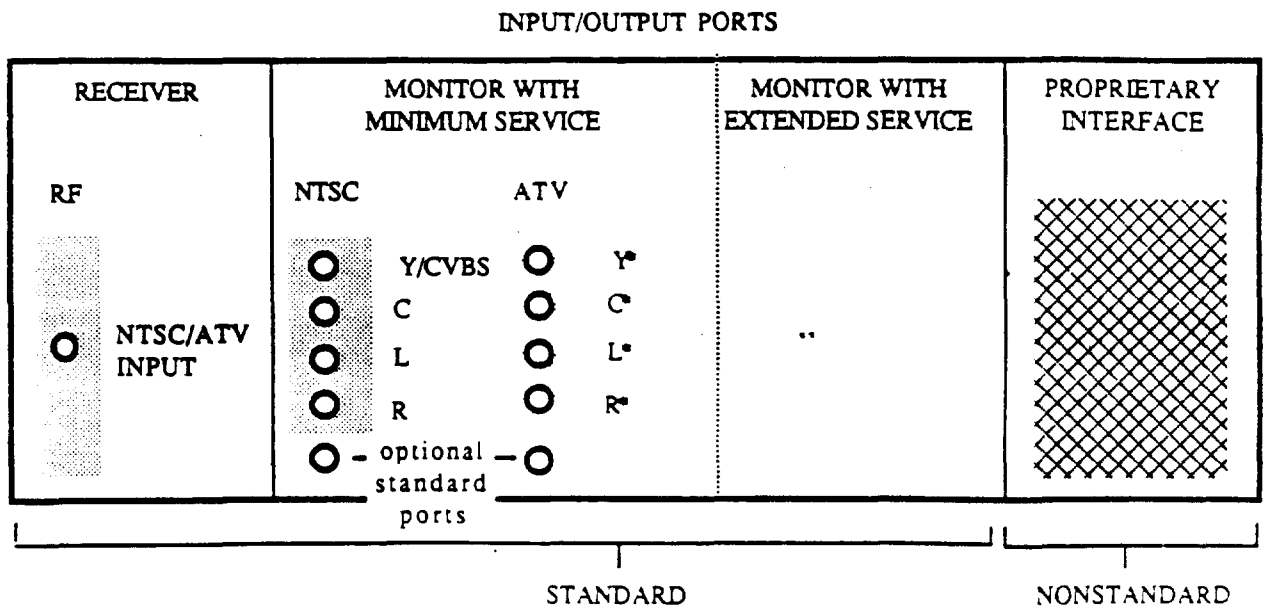 INPUT/OUTPUT PORTS
RECEIVER
MONITOR WITH
MINIMUM SERVICE
MONITOR WITH
EXTENDED SERVICE
PROPRIETARY
INTERFACE
RF
NTSC
ATV
NTSC/ATV
INPUT
Y/CVBS
Y*
C
C*
L
L*
R
R*
optional
standard
ports
STANDARD
NONSTANDARD